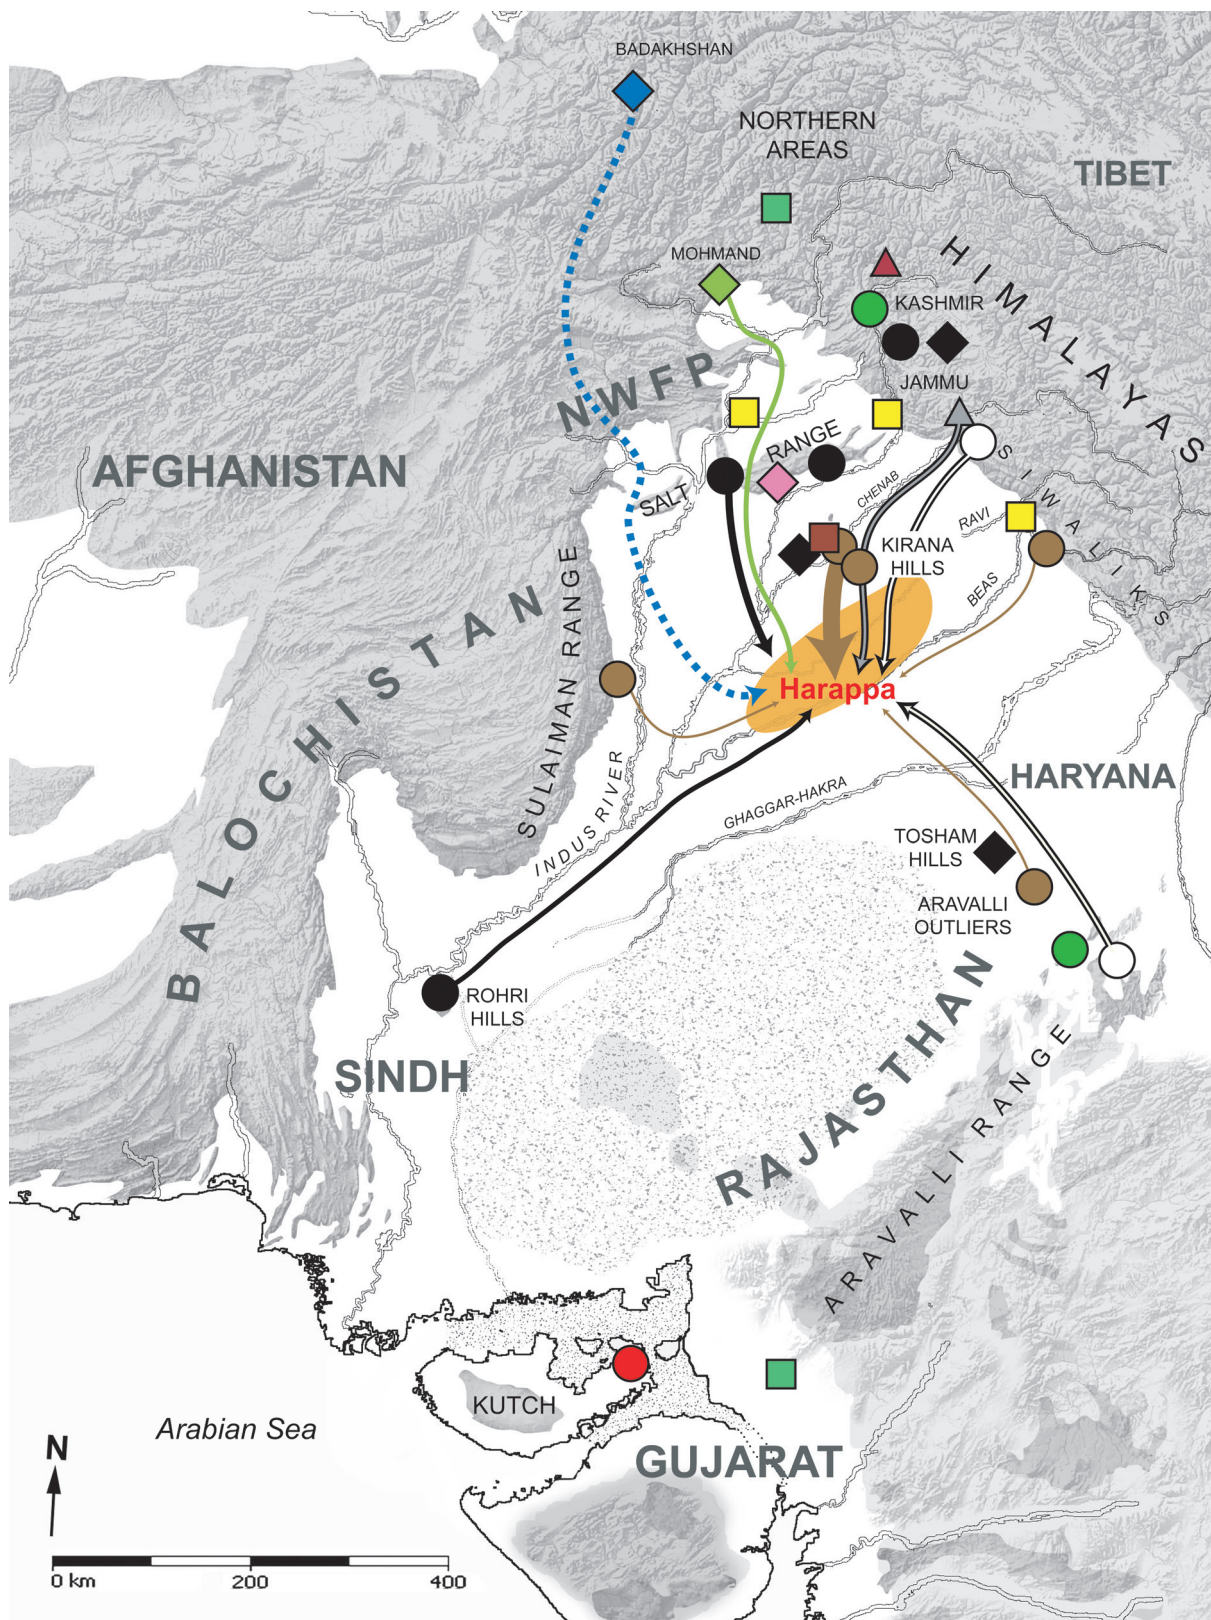 BADAKHSHAN
NORTHERN
AREAS
TIBET
MOHMAND
HIMALAYAS
KASHMIR
JAMMU
NWFP
SALT RANGE
AFGHANISTAN
CHENAB
SIWALIKS
RAVI
KIRANA
HILLS
BEAS
BALOCHISTAN
SULAIMAN RANGE
Harappa
INDUS RIVER
GHAGGAR-HAKRA
HARYANA
TOSHAM
HILLS
ARAVALLI
OUTLIERS
ROHRI
HILLS
SINDH
RAJASTHAN
ARAVALLI RANGE
KUTCH
Arabian Sea
GUJARAT
N
0 km 200 400